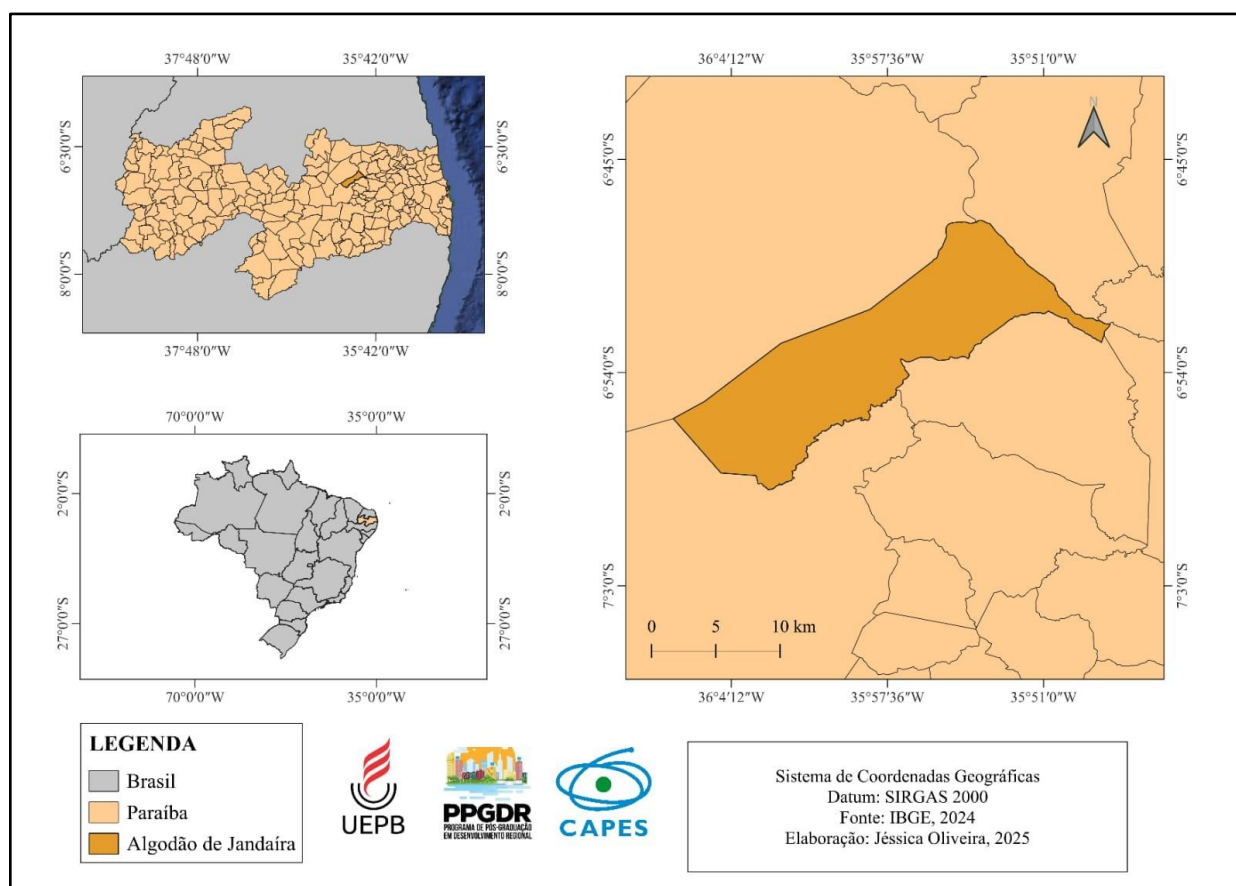 37°48'0"W 35°42'0"W
6°30'0"S
6°30'0"S
8°0'0"S
8°0'0"S
37°48'0"W 35°42'0"W
70°0'0"W 35°0'0"W
2°0'0"S
2°0'0"S
27°0'0"S
27°0'0"S
70°0'0"W 35°0'0"W
36°4'12"W 35°57'36"W 35°51'0"W
N
6°45'0"S
6°45'0"S
6°54'0"S
6°54'0"S
7°3'0"S
7°3'0"S
0 5 10 km
36°4'12"W 35°57'36"W 35°51'0"W
LEGENDA
Brasil
Paraíba
Algodão de Jandaíra
UEPB
PPGDR
PROGRAMA DE PÓS-GRADUAÇÃO
EM DESENVOLVIMENTO REGIONAL
CAPES
Sistema de Coordenadas Geográficas
Datum: SIRGAS 2000
Fonte: IBGE, 2024
Elaboração: Jéssica Oliveira, 2025